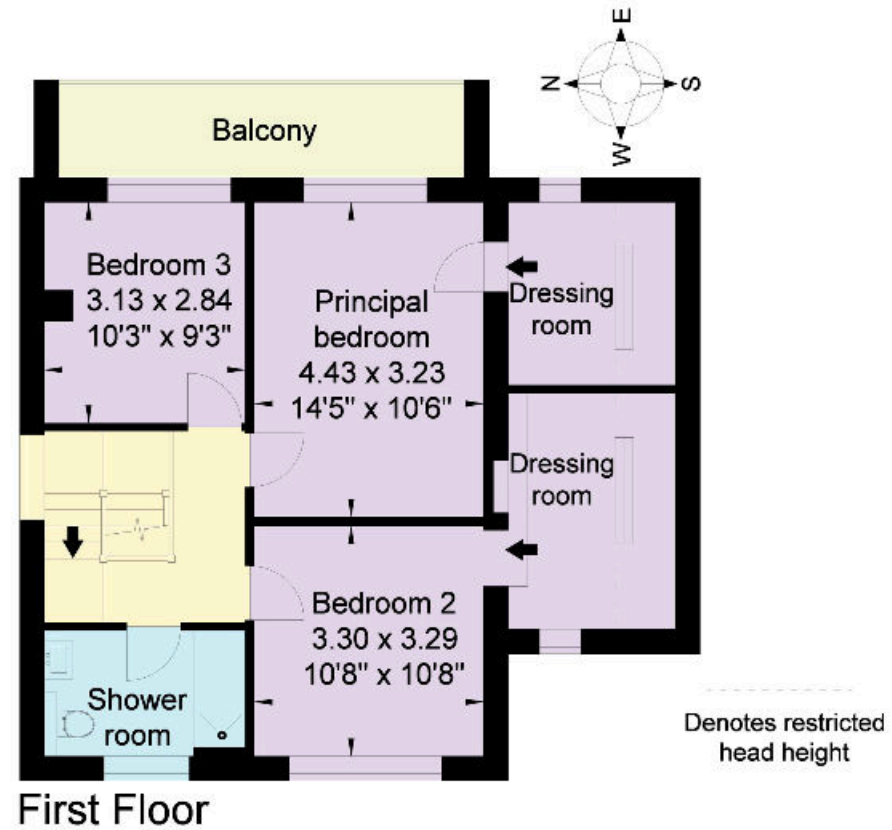 E
N
S
W
Balcony
Bedroom 3
3.13 x 2.84
10'3" x 9'3"
Principal
bedroom
4.43 x 3.23
14'5" x 10'6"
Dressing
room
Dressing
room
Bedroom 2
3.30 x 3.29
10'8" x 10'8"
Shower
room
Denotes restricted
head height
First Floor